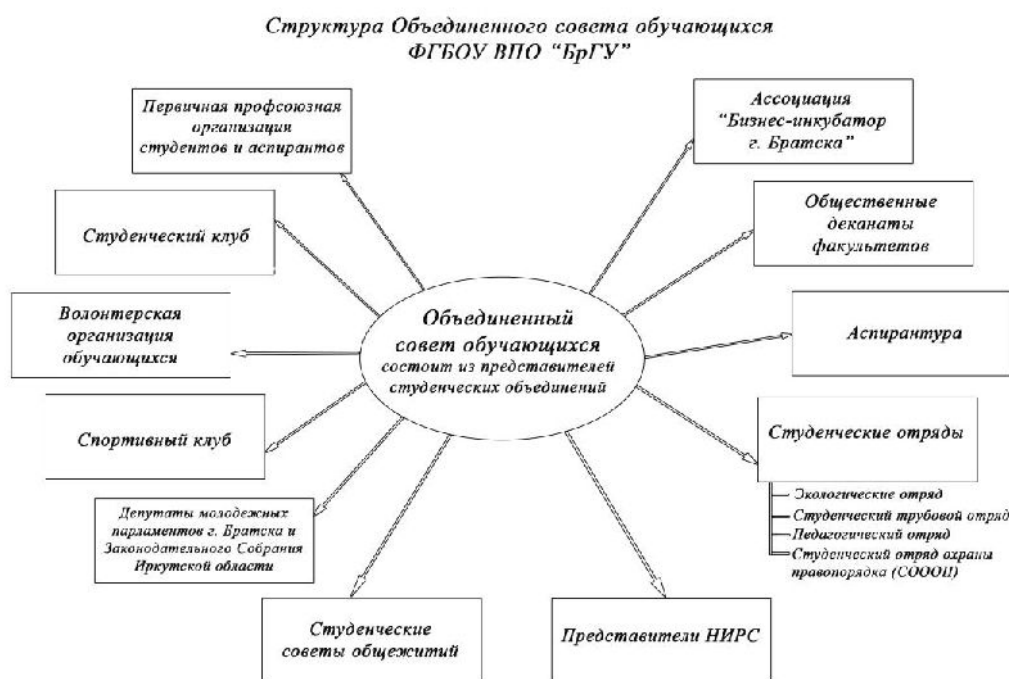 Структура Объединенного совета обучающихся
ФГБОУ ВПО “БрГУ”
Первичная профсоюзная
организация
студентов и аспирантов
Ассоциация
“Бизнес-инкубатор
г. Братска”
Студенческий клуб
Общественные
деканаты
факультетов
Волонтерская
организация
обучающихся
Объединенный
совет обучающихся
состоит из представителей
студенческих объединений
Аспирантура
Спортивный клуб
Студенческие отряды
Экологические отряд
Студенческий трубовой отряд
Педагогический отряд
Студенческий отряд охраны
правопорядка (СОООП)
Депутаты молодежных
парламентов г. Братска и
Законодательного Собрания
Иркутской области
Студенческие
советы общежитий
Представители НИРС